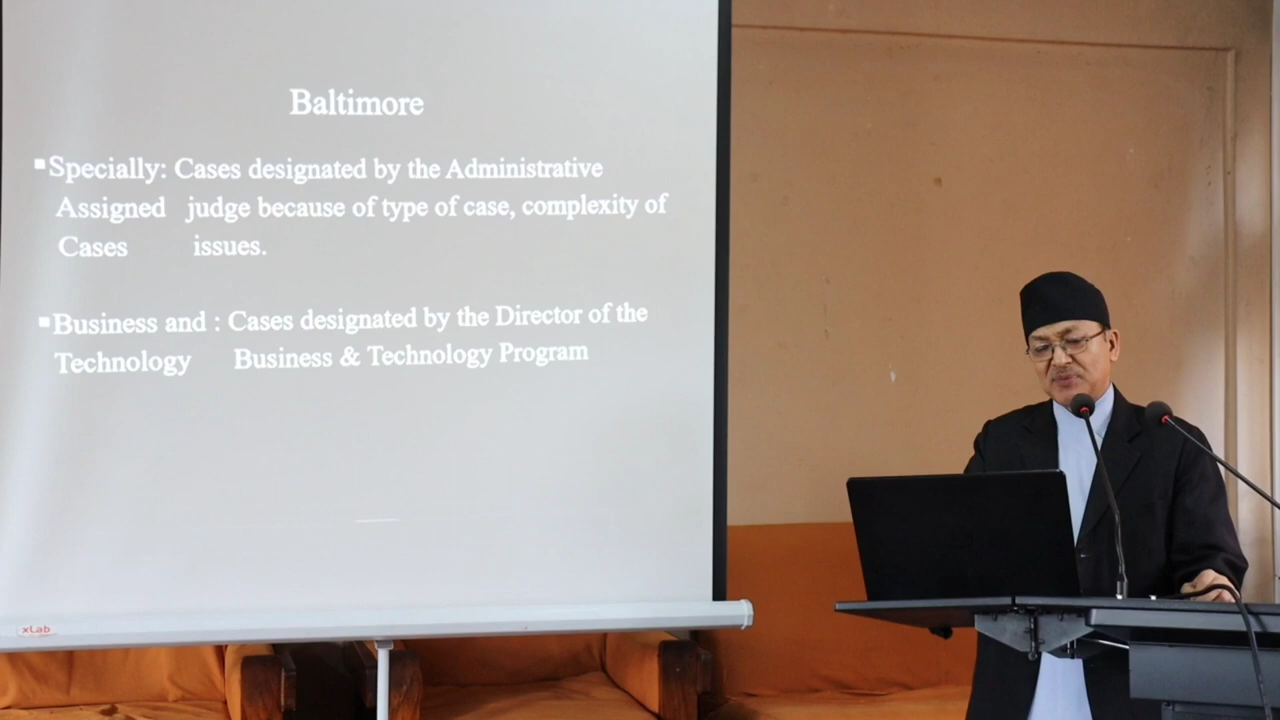 Baltimore
▪Specially: Cases designated by the Administrative
Assigned judge because of type of case, complexity of
Cases issues.
▪Business and : Cases designated by the Director of the
Technology Business & Technology Program
xLab